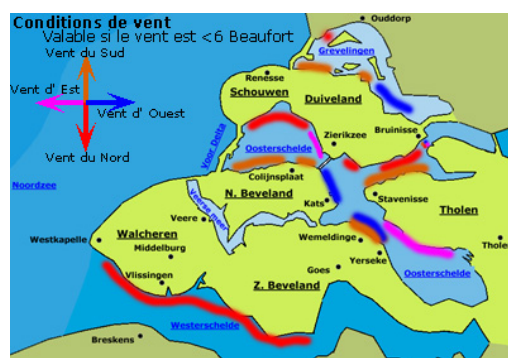 Conditions de vent
Valable si le vent est <6 Beaufort
Vent du Sud
Vent d' Est
Vent d' Ouest
Vent du Nord
Ouddorp
Grevelingen
Renesse
Schouwen
Duiveland
Bruinisse
Zierikzee
Voor Delta
Oosterschelde
Noordzee
Colijnsplaat
Stavenisse
N. Beveland
Kats
Tholen
Veerse meer
Veere
Walcheren
Wemeldinge
Westkapelle
Middelburg
Tholen
Yerseke
Goes
Vlissingen
Z. Beveland
Oosterschelde
Westerschelde
Breskens